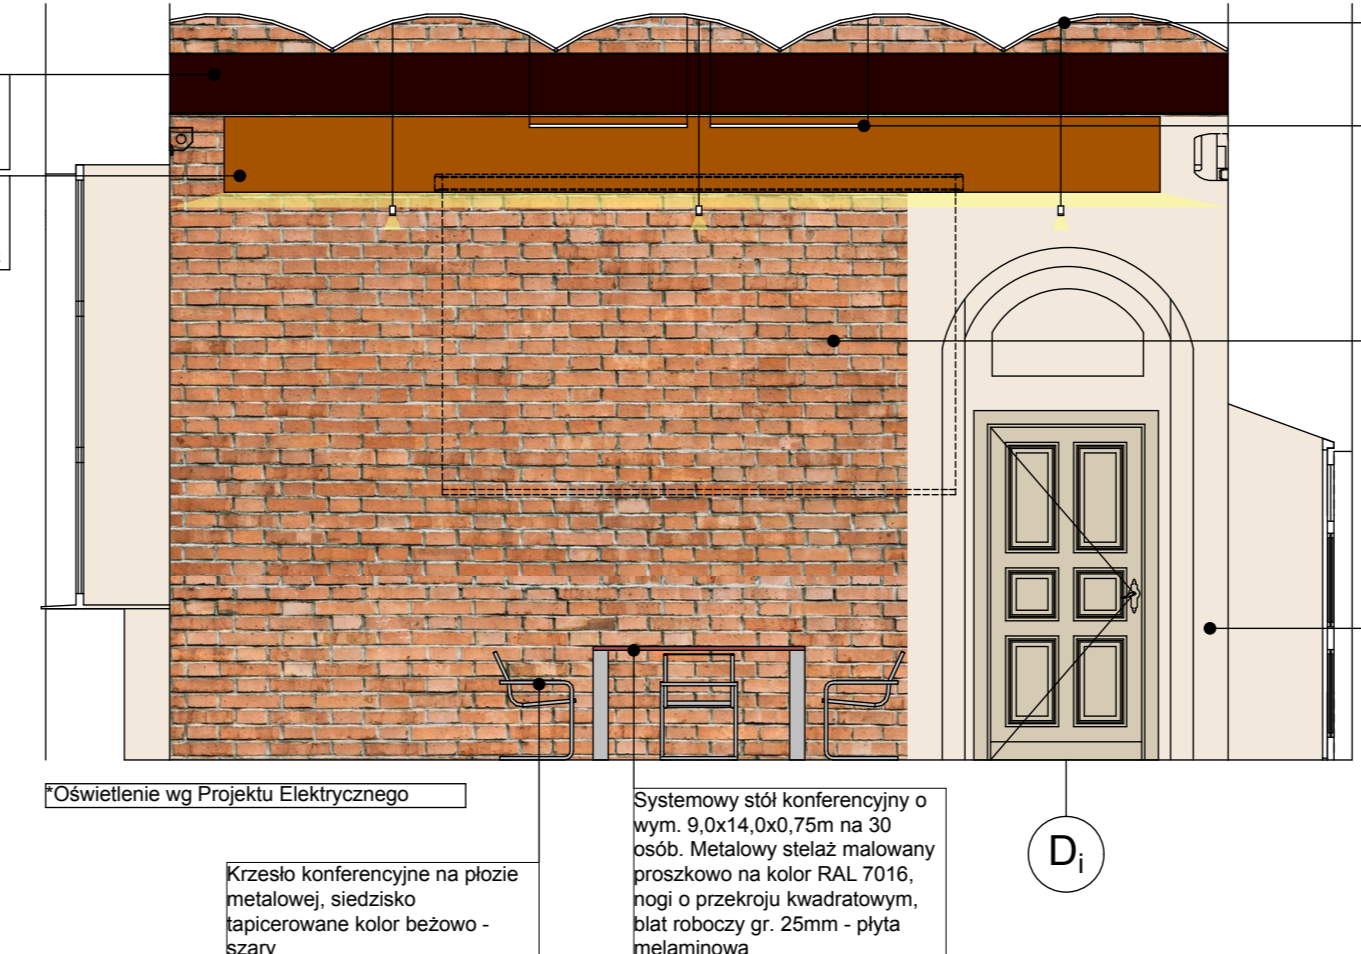 *Oświetlenie wg Projektu Elektrycznego
Krzesło konferencyjne na płozie
metalowej, siedzisko
tapicerowane kolor beżowo -
szary
Systemowy stół konferencyjny o
wym. 9,0x14,0x0,75m na 30
osób. Metalowy stelaż malowany
proszkowo na kolor RAL 7016,
nogi o przekroju kwadratowym,
blat roboczy gr. 25mm - płyta
melaminowa
Di